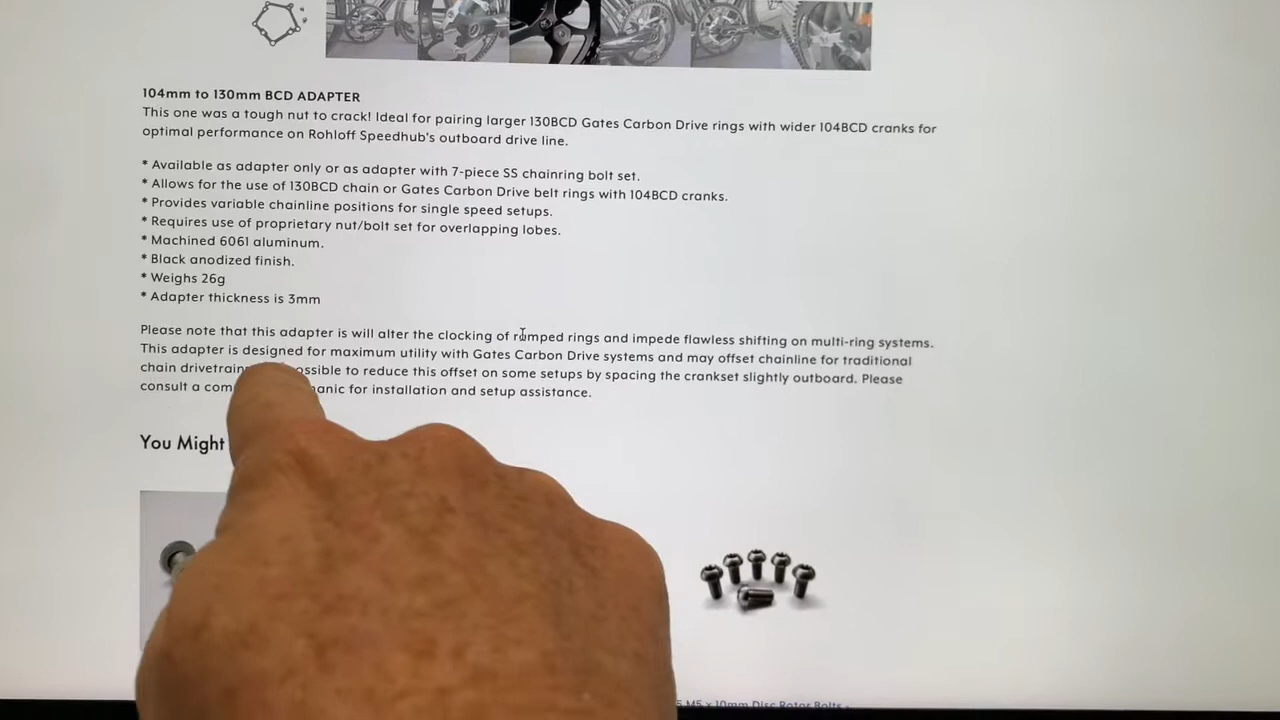 104mm to 130mm BCD ADAPTER
This one was a tough nut to crack! Ideal for pairing larger 130BCD Gates Carbon Drive rings with wider 104BCD cranks for
optimal performance on Rohloff Speedhub's outboard drive line.
* Available as adapter only or as adapter with 7-piece SS chainring bolt set.
* Allows for the use of 130BCD chain or Gates Carbon Drive belt rings with 104BCD cranks.
* Provides variable chainline positions for single speed setups.
* Requires use of proprietary nut/bolt set for overlapping lobes.
* Machined 6061 aluminum.
* Black anodized finish.
* Weighs 26g
* Adapter thickness is 3mm
Please note that this adapter is will alter the clocking of ramped rings and impede flawless shifting on multi-ring systems.
This adapter is designed for maximum utility with Gates Carbon Drive systems and may offset chainline for traditional
chain to reduce this offset on some setups by spacing the crankset slightly outboard. Please
consult a for installation and setup assistance.
You Might
M5 x 10mm Disc Rotor Bolts -